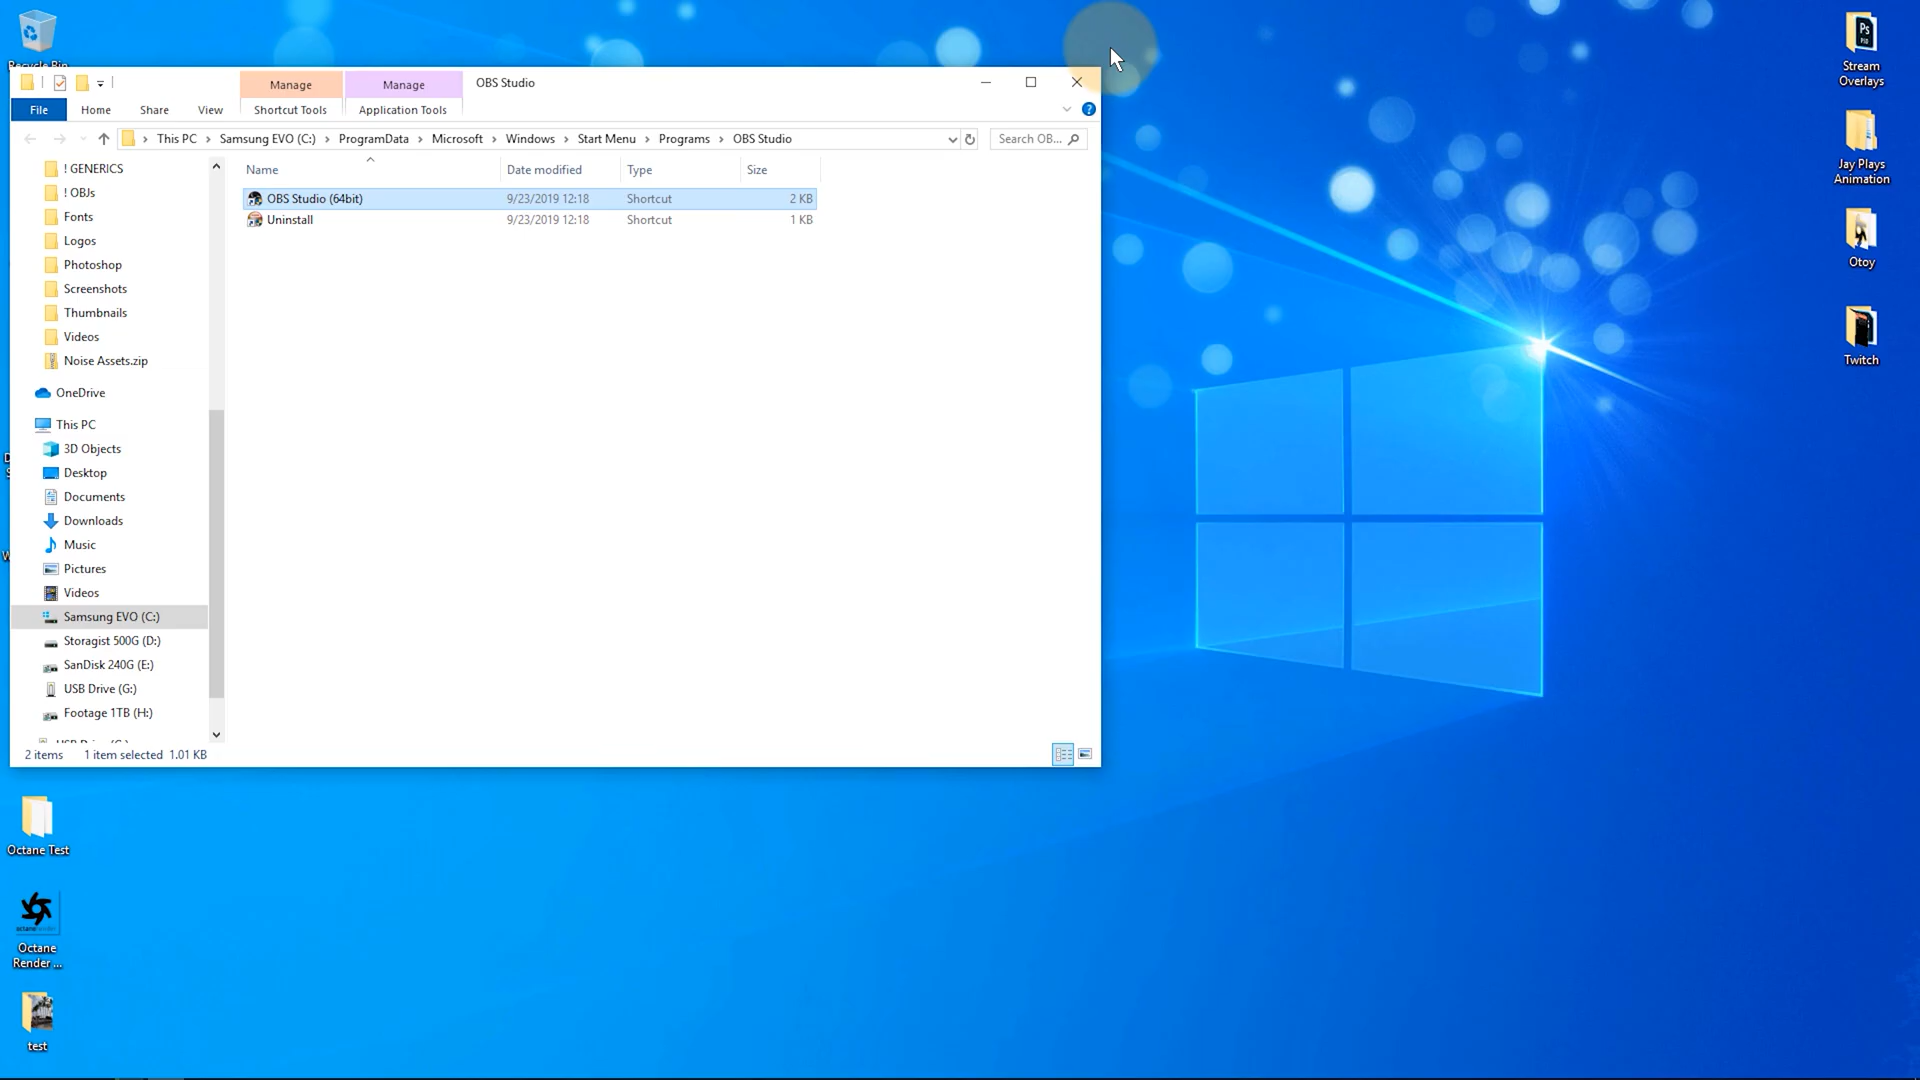 Recycle Bin
Manage
Manage
OBS Studio
File
Home
Share
View
Shortcut Tools
Application Tools
This PC
Samsung EVO (C:)
ProgramData
Microsoft
Windows
Start Menu
Programs
OBS Studio
Search OB...
Name
Date modified
Type
Size
OBS Studio (64bit)
9/23/2019 12:18
Shortcut
2 KB
Uninstall
9/23/2019 12:18
Shortcut
1 KB
! GENERICS
! OBJs
Fonts
Logos
Photoshop
Screenshots
Thumbnails
Videos
Noise Assets.zip
OneDrive
This PC
3D Objects
Desktop
Documents
Downloads
Music
Pictures
Videos
Samsung EVO (C:)
Storagist 500G (D:)
SanDisk 240G (E:)
USB Drive (G:)
Footage 1TB (H:)
2 items
1 item selected 1.01 KB
Octane Test
Octane
Render ...
test
Stream
Overlays
Jay Plays
Animation
Otoy
Twitch